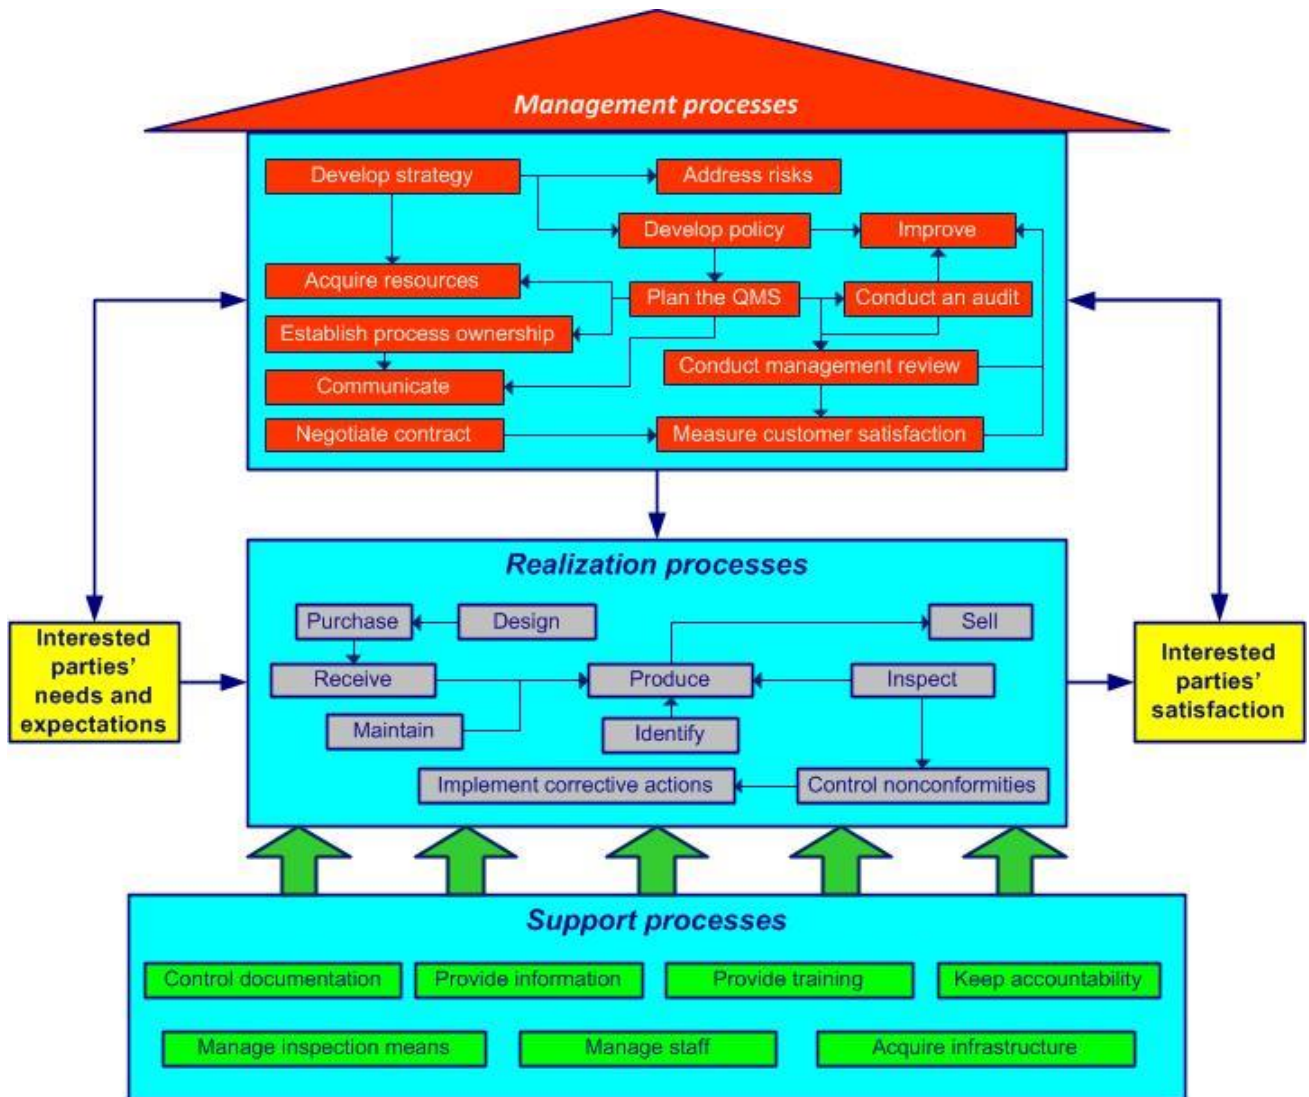 Management processes
Develop strategy
Address risks
Develop policy
Improve
Acquire resources
Plan the QMS
Conduct an audit
Establish process ownership
Conduct management review
Communicate
Negotiate contract
Measure customer satisfaction
Realization processes
Purchase
Design
Sell
Interested
parties’
needs and
expectations
Receive
Produce
Inspect
Interested
parties’
satisfaction
Maintain
Identify
Implement corrective actions
Control nonconformities
Support processes
Control documentation
Provide information
Provide training
Keep accountability
Manage inspection means
Manage staff
Acquire infrastructure